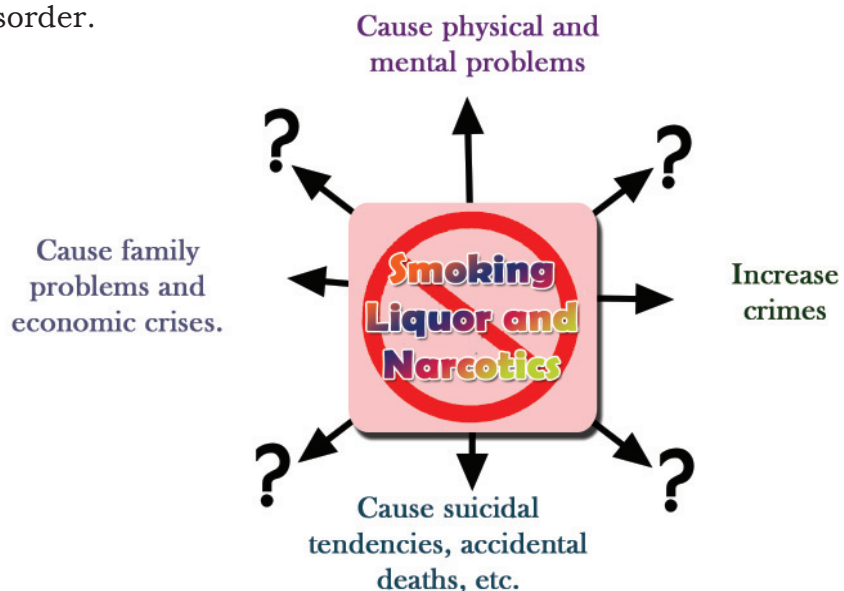 sorder.
Cause physical and
mental problems
?
?
Cause family
problems and
economic crises.
Smoking
Liquor and
Narcotics
Increase
crimes
?
?
Cause suicidal
tendencies, accidental
deaths, etc.